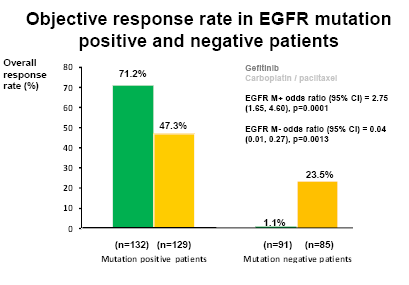 Objective response rate in EGFR mutation
positive and negative patients
Overall
response
rate (%)
80
70
60
50
40
30
20
10
0
71.2%
47.3%
1.1%
23.5%
Gefitinib
Carboplatin / paclitaxel
EGFR M+ odds ratio (95% CI) = 2.75
(1.65, 4.60), p=0.0001
EGFR M- odds ratio (95% CI) = 0.04
(0.01, 0.27), p=0.0013
(n=132) (n=129)
(n=91) (n=85)
Mutation positive patients
Mutation negative patients